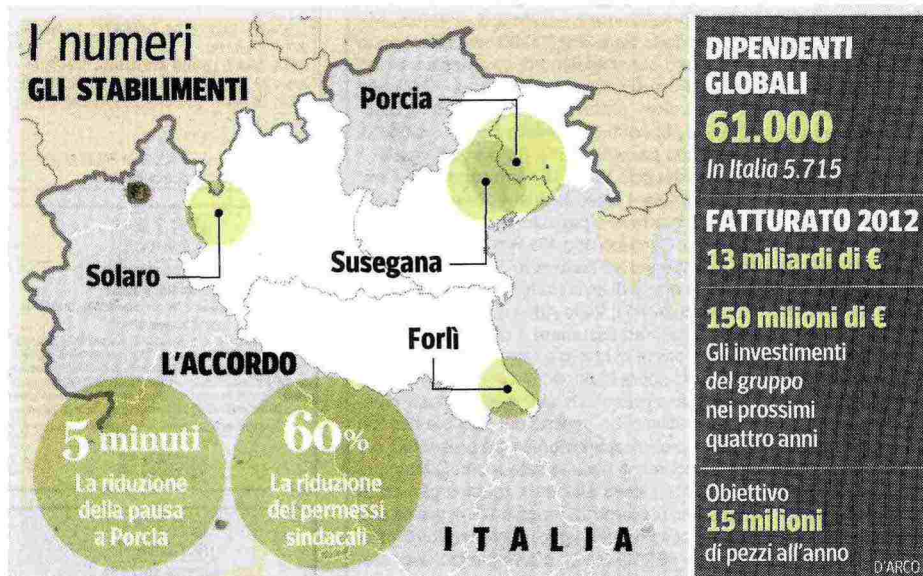 I numeri
GLI STABILIMENTI
Porcia
Solaro
Susegana
Forlì
L'ACCORDO
5 minuti
La riduzione
della pausa
a Porcia
60%
La riduzione
dei permessi
sindacali
ITALIA
DIPENDENTI
GLOBALI
61.000
In Italia 5.715
FATTURATO 2012
13 miliardi di €
150 milioni di €
Gli investimenti
del gruppo
nei prossimi
quattro anni
Obiettivo
15 milioni
di pezzi all'anno
D'ARCO